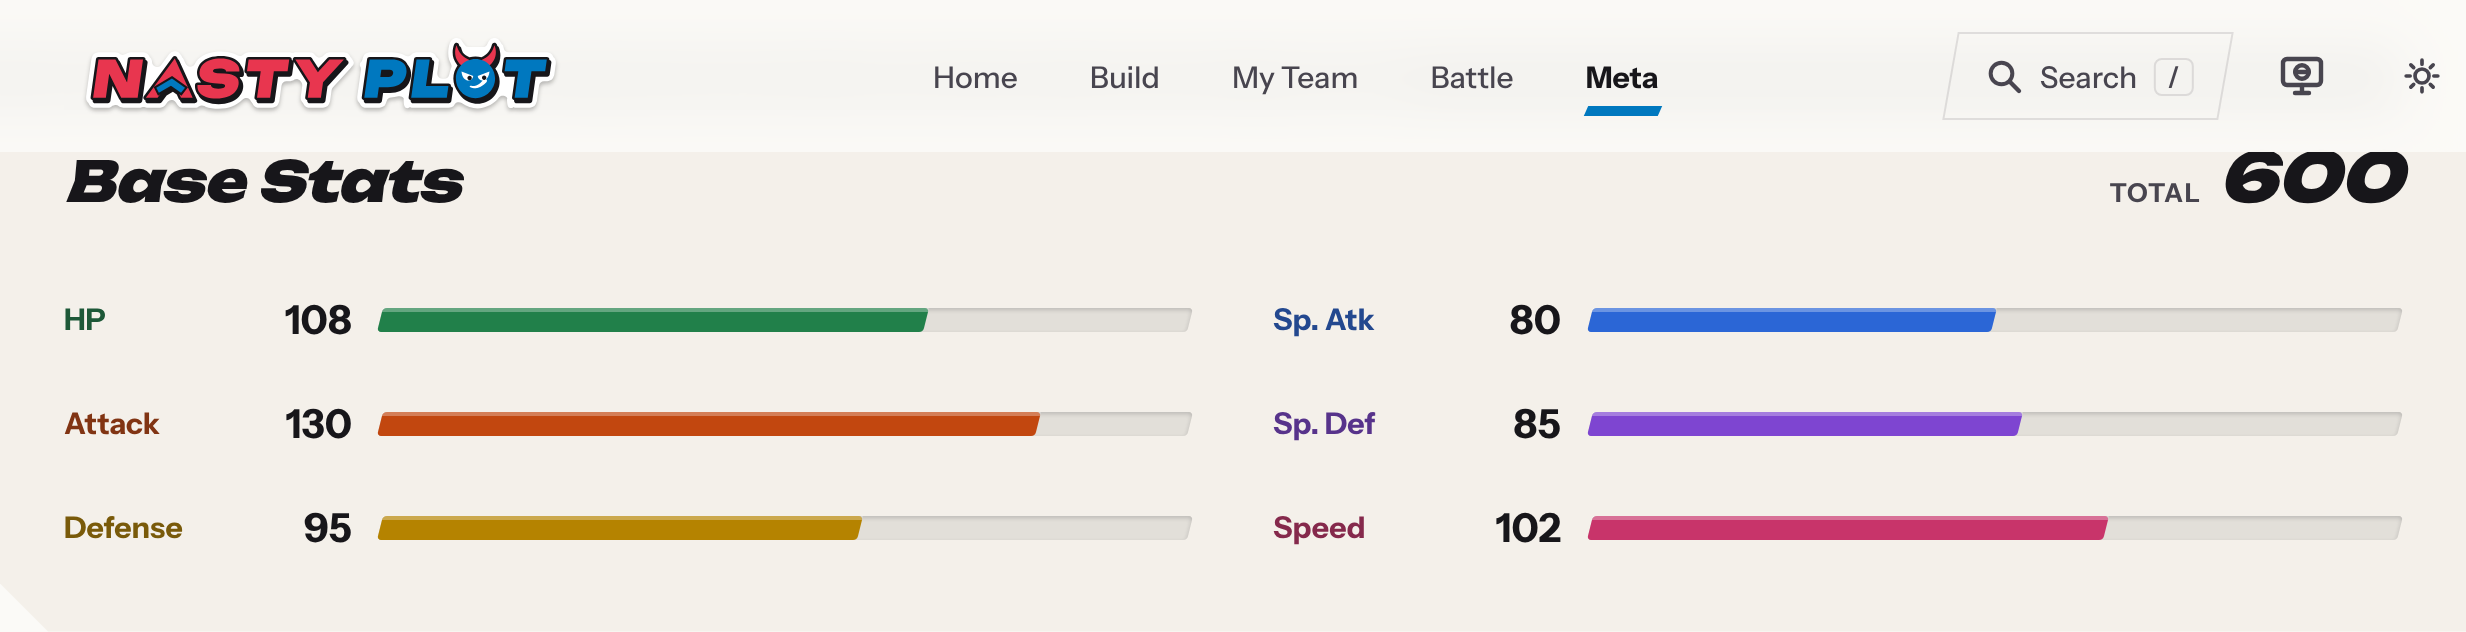 NASTY PLOT
Home Build My Team Battle Meta
Search /
Base Stats
TOTAL 600
HP 108
Attack 130
Defense 95
Sp. Atk 80
Sp. Def 85
Speed 102